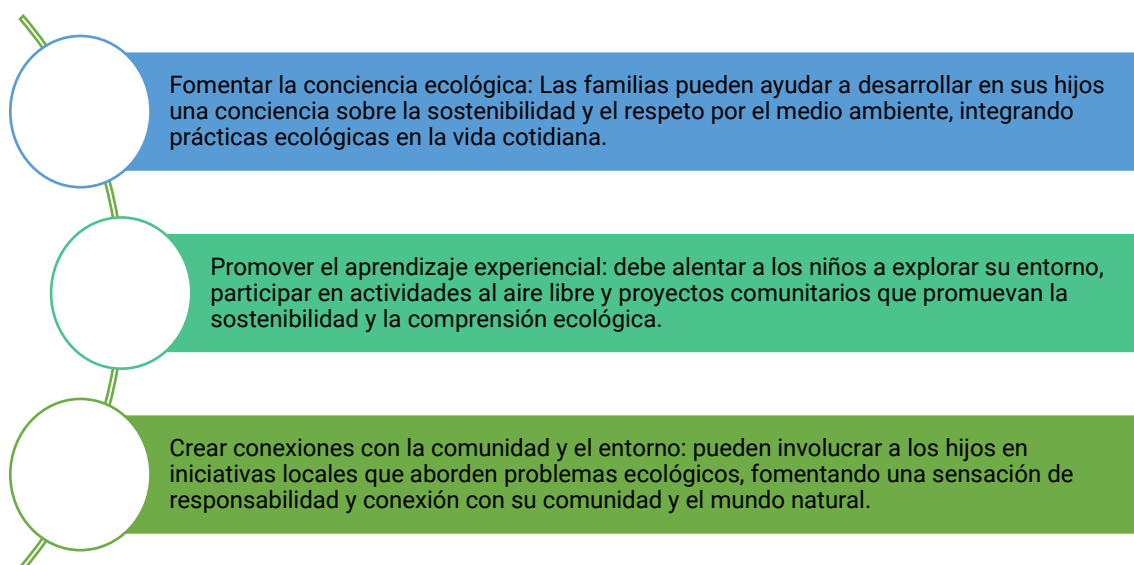 Fomentar la conciencia ecológica: Las familias pueden ayudar a desarrollar en sus hijos
una conciencia sobre la sostenibilidad y el respeto por el medio ambiente, integrando
prácticas ecológicas en la vida cotidiana.
Promover el aprendizaje experiencial: debe alentar a los niños a explorar su entorno,
participar en actividades al aire libre y proyectos comunitarios que promuevan la
sostenibilidad y la comprensión ecológica.
Crear conexiones con la comunidad y el entorno: pueden involucrar a los hijos en
iniciativas locales que aborden problemas ecológicos, fomentando una sensación de
responsabilidad y conexión con su comunidad y el mundo natural.